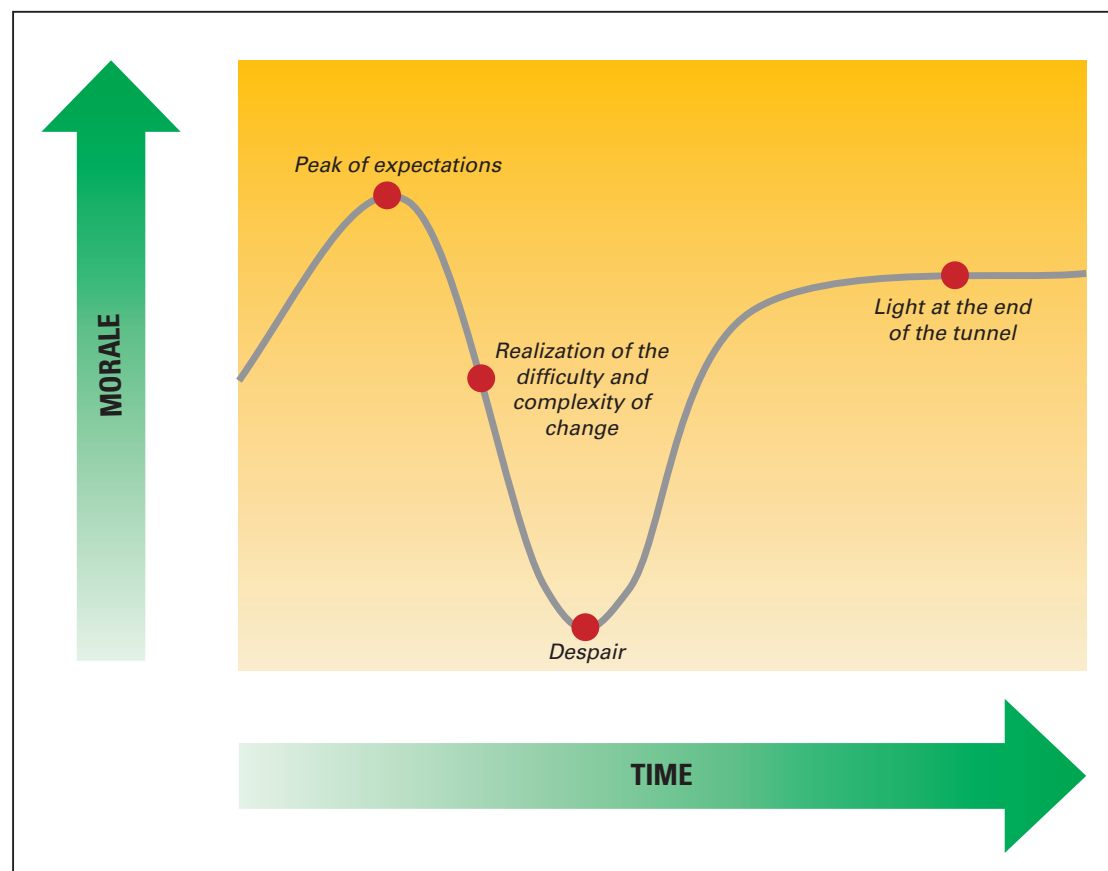 Peak of expectations
MORALE
Realization of the
difficulty and
complexity of
change
Light at the end
of the tunnel
Despair
TIME